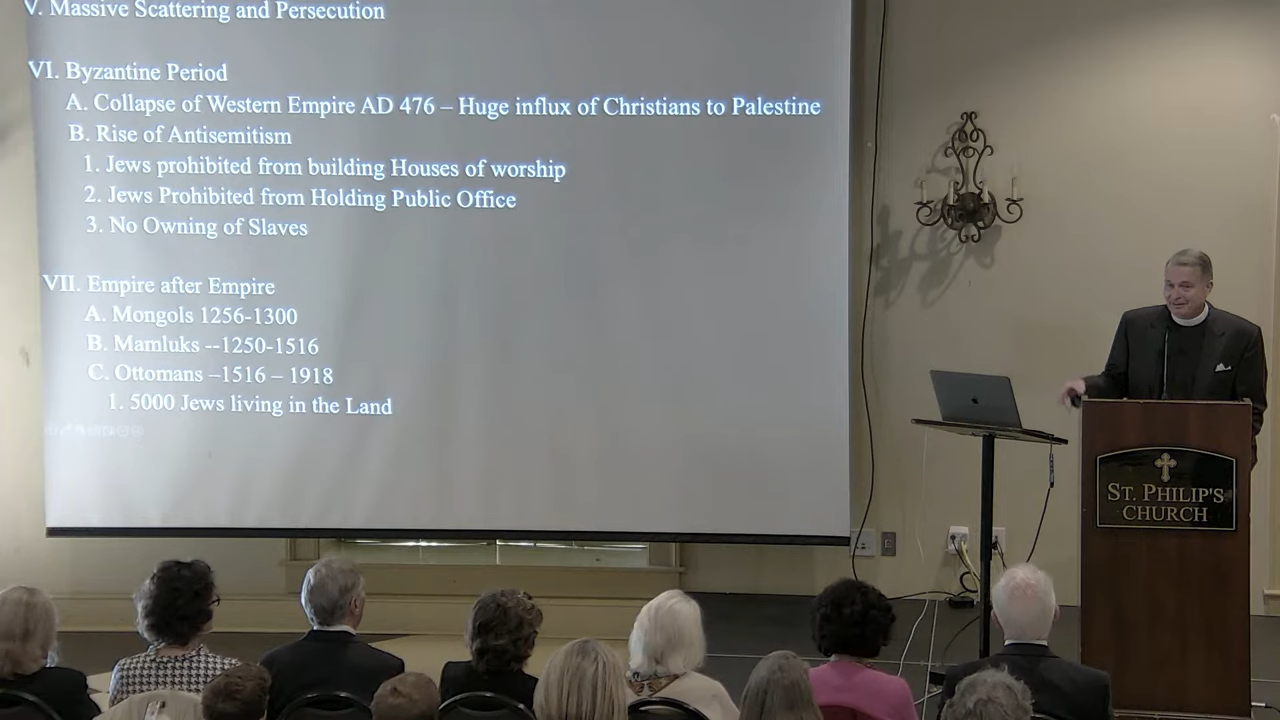 V. Massive Scattering and Persecution
VI. Byzantine Period
A. Collapse of Western Empire AD 476 – Huge influx of Christians to Palestine
B. Rise of Antisemitism
1. Jews prohibited from building Houses of worship
2. Jews Prohibited from Holding Public Office
3. No Owning of Slaves
VII. Empire after Empire
A. Mongols 1256-1300
B. Mamluks --1250-1516
C. Ottomans –1516 – 1918
1. 5000 Jews living in the Land
ST. PHILIP'S
CHURCH